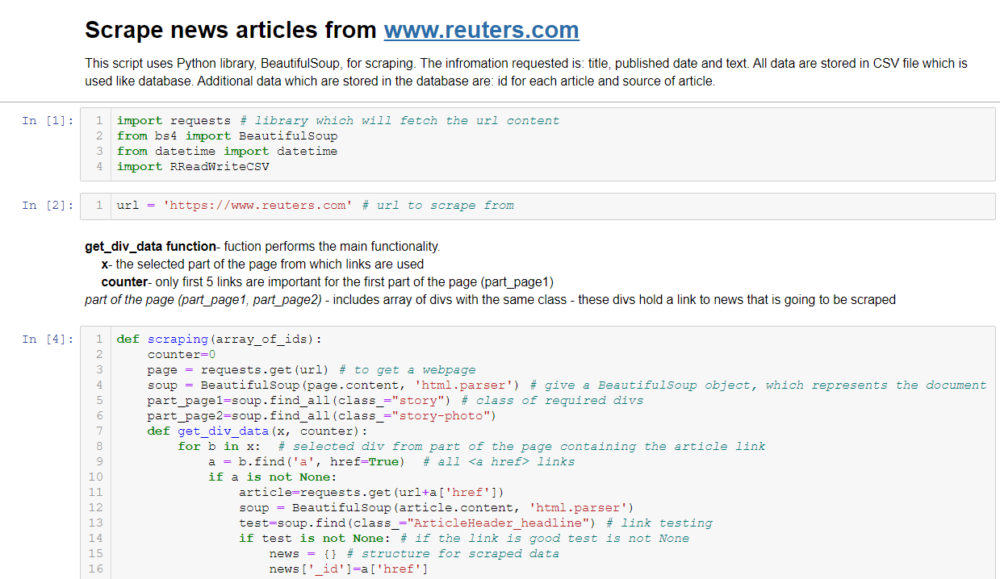 Scrape news articles from www.reuters.com
This script uses Python library, BeautifulSoup, for scraping. The infromation requested is: title, published date and text. All data are stored in CSV file which is
used like database. Additional data which are stored in the database are: id for each article and source of article.
In [1]:
1 import requests # library which will fetch the url content
2 from bs4 import BeautifulSoup
3 from datetime import datetime
4 import RReadWriteCSV
In [2]:
1 url = 'https://www.reuters.com' # url to scrape from
get_div_data function- fuction performs the main functionality.
x- the selected part of the page from which links are used
counter- only first 5 links are important for the first part of the page (part_page1)
part of the page (part_page1, part_page2) - includes array of divs with the same class - these divs hold a link to news that is going to be scraped
In [4]:
1 def scraping(array_of_ids):
2     counter=0
3     page = requests.get(url) # to get a webpage
4     soup = BeautifulSoup(page.content, 'html.parser') # give a BeautifulSoup object, which represents the document
5     part_page1=soup.find_all(class_="story") # class of required divs
6     part_page2=soup.find_all(class_="story-photo")
7     def get_div_data(x, counter):
8         for b in x:  # selected div from part of the page containing the article link
9             a = b.find('a', href=True)  # all <a href> links
10             if a is not None:
11                 article=requests.get(url+a['href'])
12                 soup = BeautifulSoup(article.content, 'html.parser')
13                 test=soup.find(class_="ArticleHeader_headline") # link testing
14                 if test is not None: # if the link is good test is not None
15                     news = {} # structure for scraped data
16                     news['_id']=a['href']